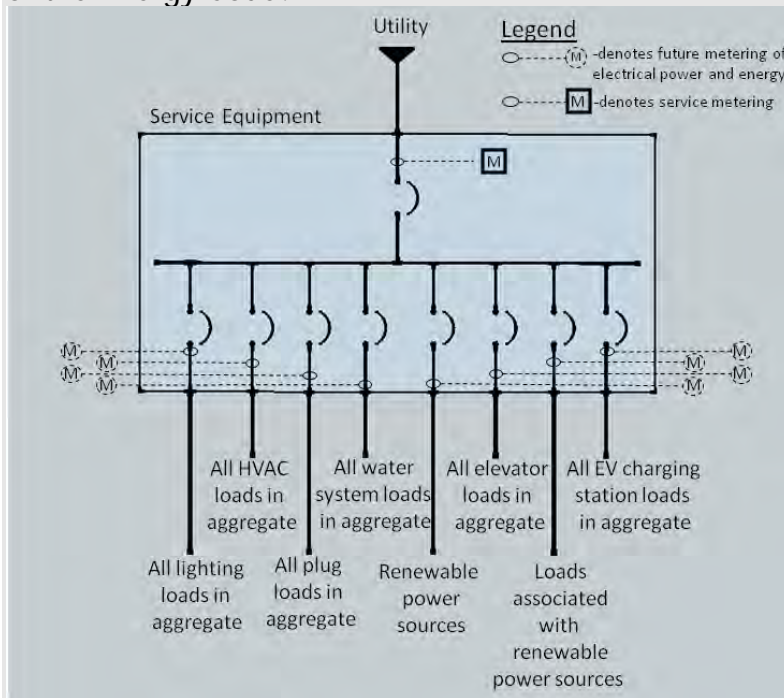 Utility
Legend
M -denotes future metering of
electrical power and energy
M -denotes service metering
Service Equipment
M
M
M
M
M
M
M
M
M
All HVAC
loads in
aggregate
All water
system loads
in aggregate
All elevator
loads in
aggregate
All EV charging
station loads
in aggregate
All lighting
loads in
aggregate
All plug
loads in
aggregate
Renewable
power
sources
Loads
associated
with
renewable
power sources